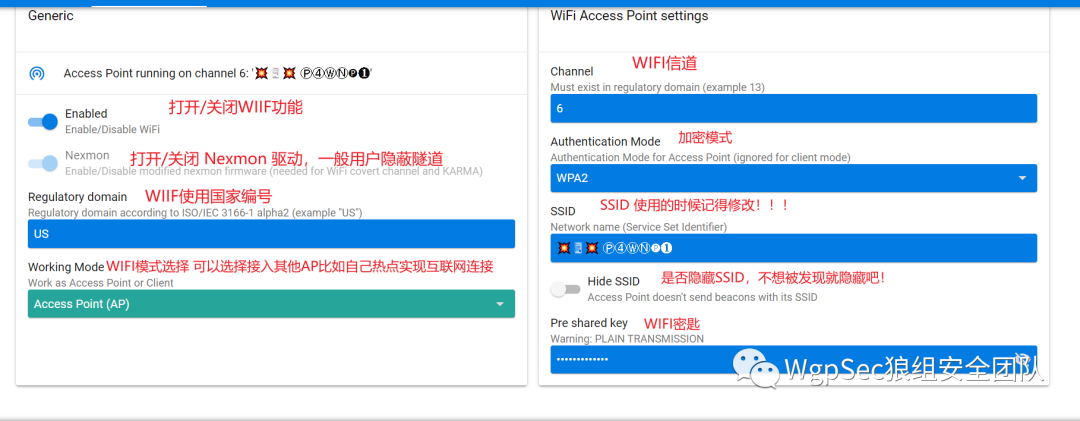 Generic
Access Point running on channel 6: '💥🖥💥 Ⓟ④ⓌⓃ🅟❶'
打开/关闭WIIF功能
Enabled
Enable/Disable WiFi
Nexmon
打开/关闭 Nexmon 驱动，一般用户隐蔽隧道
Enable/Disable modified nexmon firmware (needed for WiFi covert channel and KARMA)
Regulatory domain
WIIF使用国家编号
Regulatory domain according to ISO/IEC 3166-1 alpha2 (example "US")
US
Working Mode
WIFI模式选择 可以选择接入其他AP比如自己热点实现互联网连接
Work as Access Point or Client
Access Point (AP)
WiFi Access Point settings
Channel
WIFI信道
Must exist in regulatory domain (example 13)
6
Authentication Mode
加密模式
Authentication Mode for Access Point (ignored for client mode)
WPA2
SSID
SSID 使用的时候记得修改！！！
Network name (Service Set Identifier)
💥🖥💥 Ⓟ④ⓌⓃ🅟❶
Hide SSID
是否隐藏SSID，不想被发现就隐藏吧！
Access Point doesn't send beacons with its SSID
Pre shared key
WIFI密匙
Warning: PLAIN TRANSMISSION
•••••••••••••
WgpSec狼组安全团队